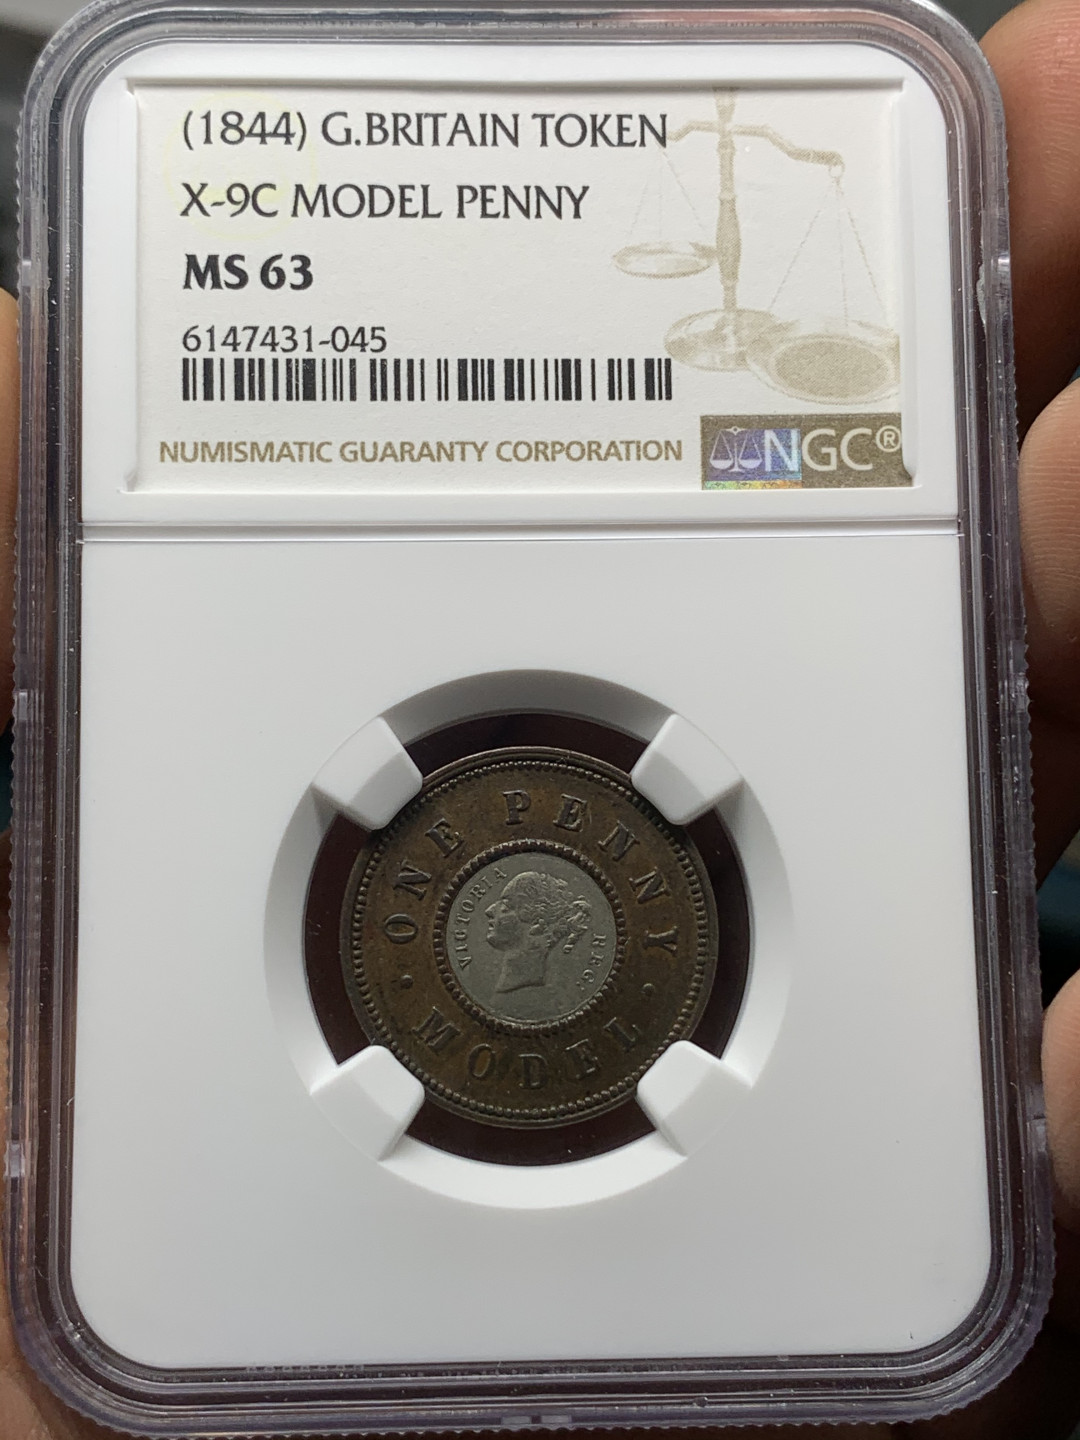 (1844) G.BRITAIN TOKEN
X-9C MODEL PENNY
MS 63
6147431-045
NUMISMATIC GUARANTY CORPORATION
NGC®
ONE PENNY
VICTORIA REG:
• MODEL •